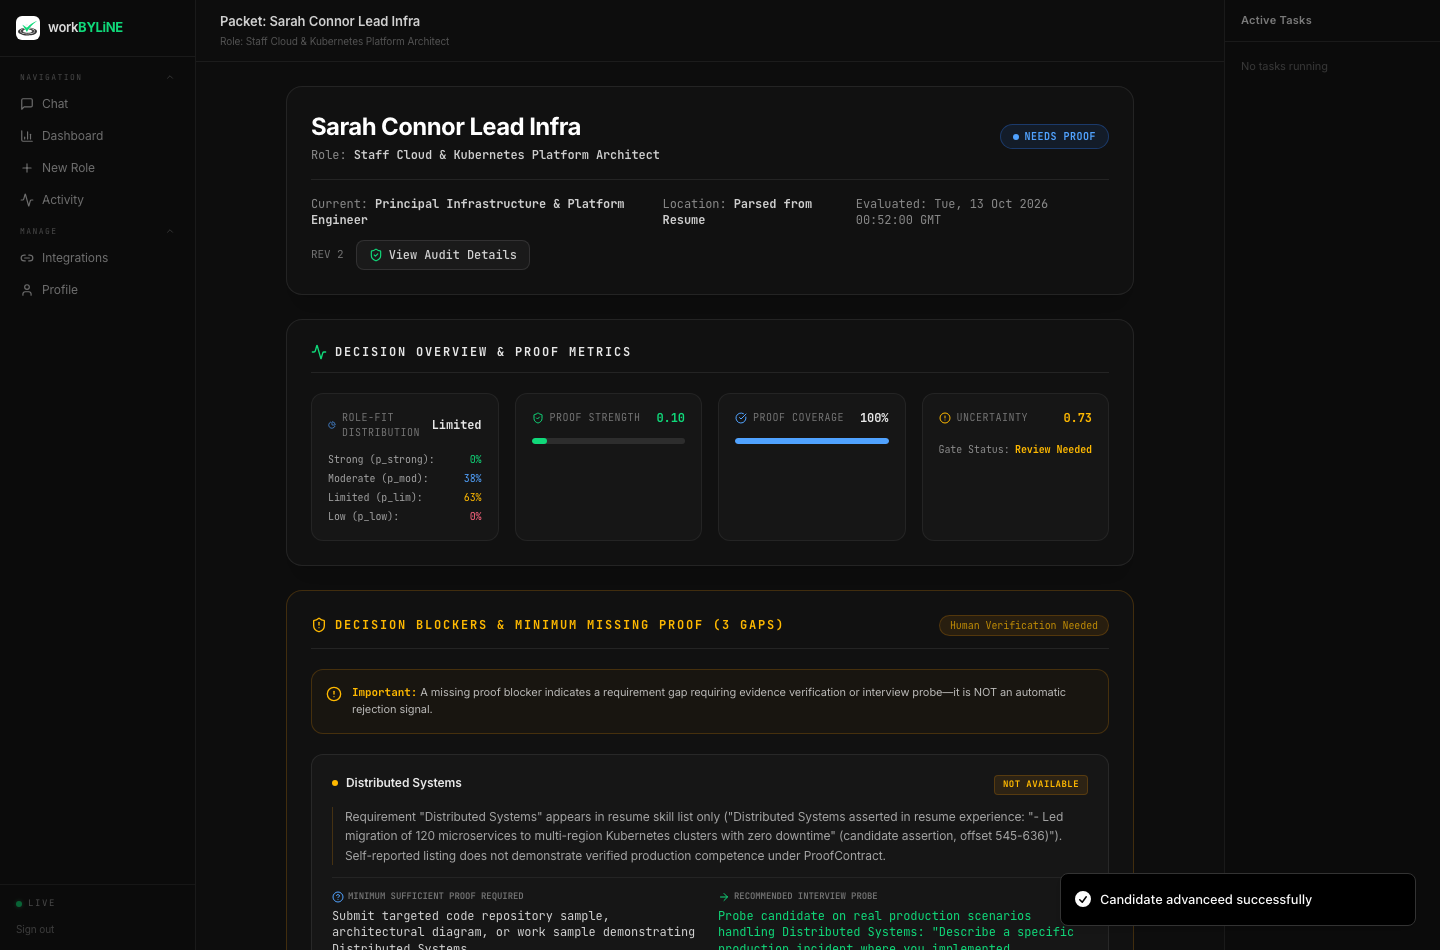 workBYLiNE
NAVIGATION
Chat
Dashboard
New Role
Activity
MANAGE
Integrations
Profile
LIVE
Sign out
Packet: Sarah Connor Lead Infra
Role: Staff Cloud & Kubernetes Platform Architect
Sarah Connor Lead Infra
Role: Staff Cloud & Kubernetes Platform Architect
NEEDS PROOF
Current: Principal Infrastructure & Platform
Engineer
Location: Parsed from
Resume
Evaluated: Tue, 13 Oct 2026
00:52:00 GMT
REV 2
View Audit Details
DECISION OVERVIEW & PROOF METRICS
ROLE-FIT
DISTRIBUTION
Limited
Strong (p_strong): 0%
Moderate (p_mod): 38%
Limited (p_lim): 63%
Low (p_low): 0%
PROOF STRENGTH 0.10
PROOF COVERAGE 100%
UNCERTAINTY 0.73
Gate Status: Review Needed
DECISION BLOCKERS & MINIMUM MISSING PROOF (3 GAPS)
Human Verification Needed
Important: A missing proof blocker indicates a requirement gap requiring evidence verification or interview probe—it is NOT an automatic
rejection signal.
Distributed Systems
NOT AVAILABLE
Requirement "Distributed Systems" appears in resume skill list only ("Distributed Systems asserted in resume experience: "- Led
migration of 120 microservices to multi-region Kubernetes clusters with zero downtime" (candidate assertion, offset 545-636)").
Self-reported listing does not demonstrate verified production competence under ProofContract.
MINIMUM SUFFICIENT PROOF REQUIRED
Submit targeted code repository sample,
architectural diagram, or work sample demonstrating
Distributed Systems
RECOMMENDED INTERVIEW PROBE
Probe candidate on real production scenarios
handling Distributed Systems: "Describe a specific
production incident where you implemented
Active Tasks
No tasks running
Candidate advanceed successfully